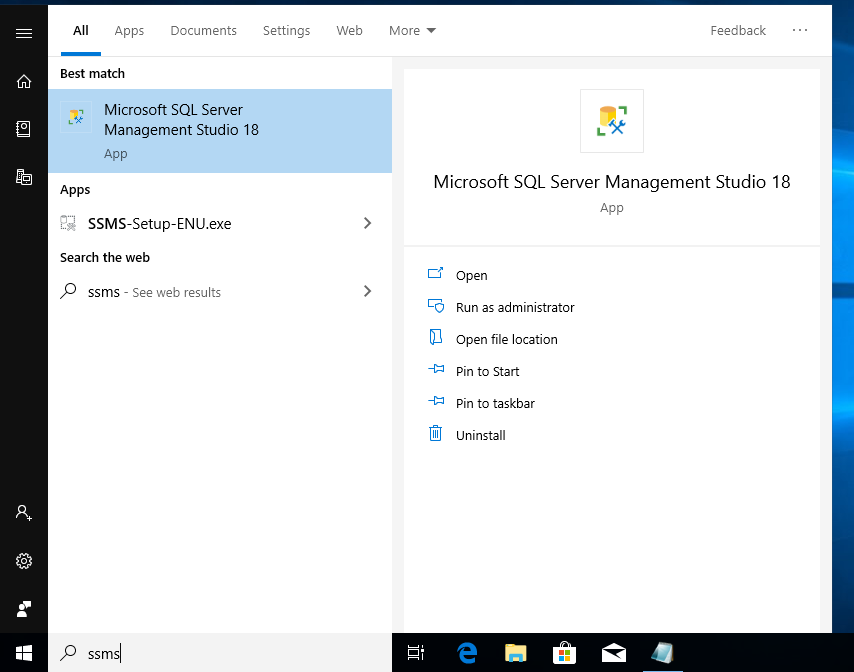 All Apps Documents Settings Web More Feedback ...
Best match
Microsoft SQL Server
Management Studio 18
App
Apps
SSMS-Setup-ENU.exe
Search the web
ssms - See web results
Microsoft SQL Server Management Studio 18
App
Open
Run as administrator
Open file location
Pin to Start
Pin to taskbar
Uninstall
ssms